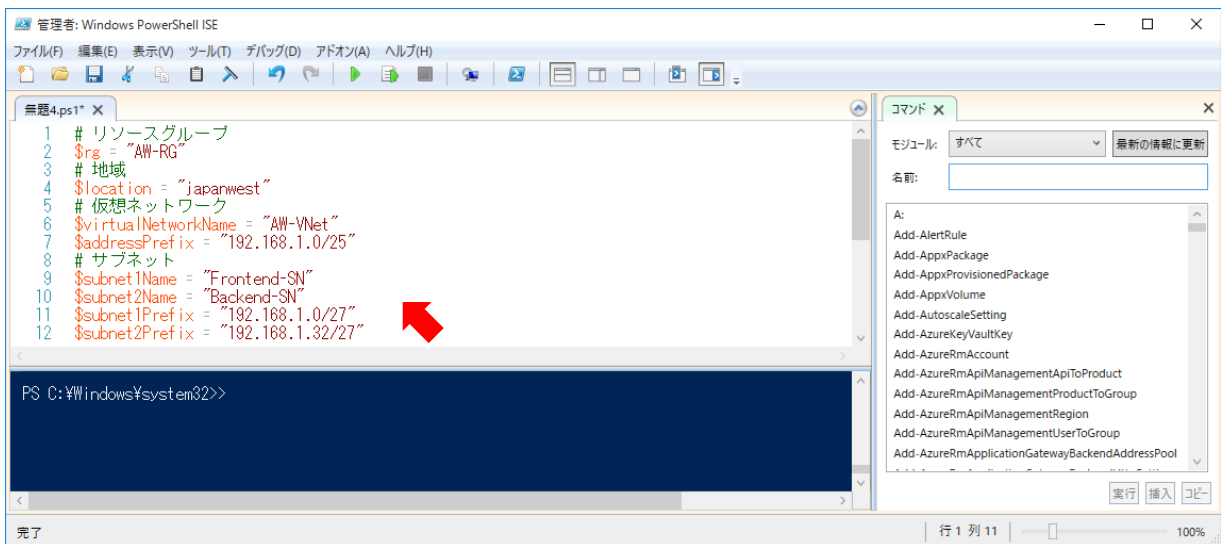 管理者: Windows PowerShell ISE
ファイル(F) 編集(E) 表示(V) ツール(T) デバッグ(D) アドオン(A) ヘルプ(H)
無題4.ps1* X
1 # リソースグループ
2 $rg = "AW-RG"
3 # 地域
4 $location = "japanwest"
5 # 仮想ネットワーク
6 $virtualNetworkName = "AW-VNet"
7 $addressPrefix = "192.168.1.0/25"
8 # サブネット
9 $subnet1Name = "Frontend-SN"
10 $subnet2Name = "Backend-SN"
11 $subnet1Prefix = "192.168.1.0/27"
12 $subnet2Prefix = "192.168.1.32/27"
PS C:¥Windows¥system32>>
コマンド X
モジュール: すべて 最新の情報に更新
名前:
A:
Add-AlertRule
Add-AppxPackage
Add-AppxProvisionedPackage
Add-AppxVolume
Add-AutoscaleSetting
Add-AzureKeyVaultKey
Add-AzureRmAccount
Add-AzureRmApiManagementApiToProduct
Add-AzureRmApiManagementProductToGroup
Add-AzureRmApiManagementRegion
Add-AzureRmApiManagementUserToGroup
Add-AzureRmApplicationGatewayBackendAddressPool
実行 挿入 コピー
完了
行 1 列 11 100%